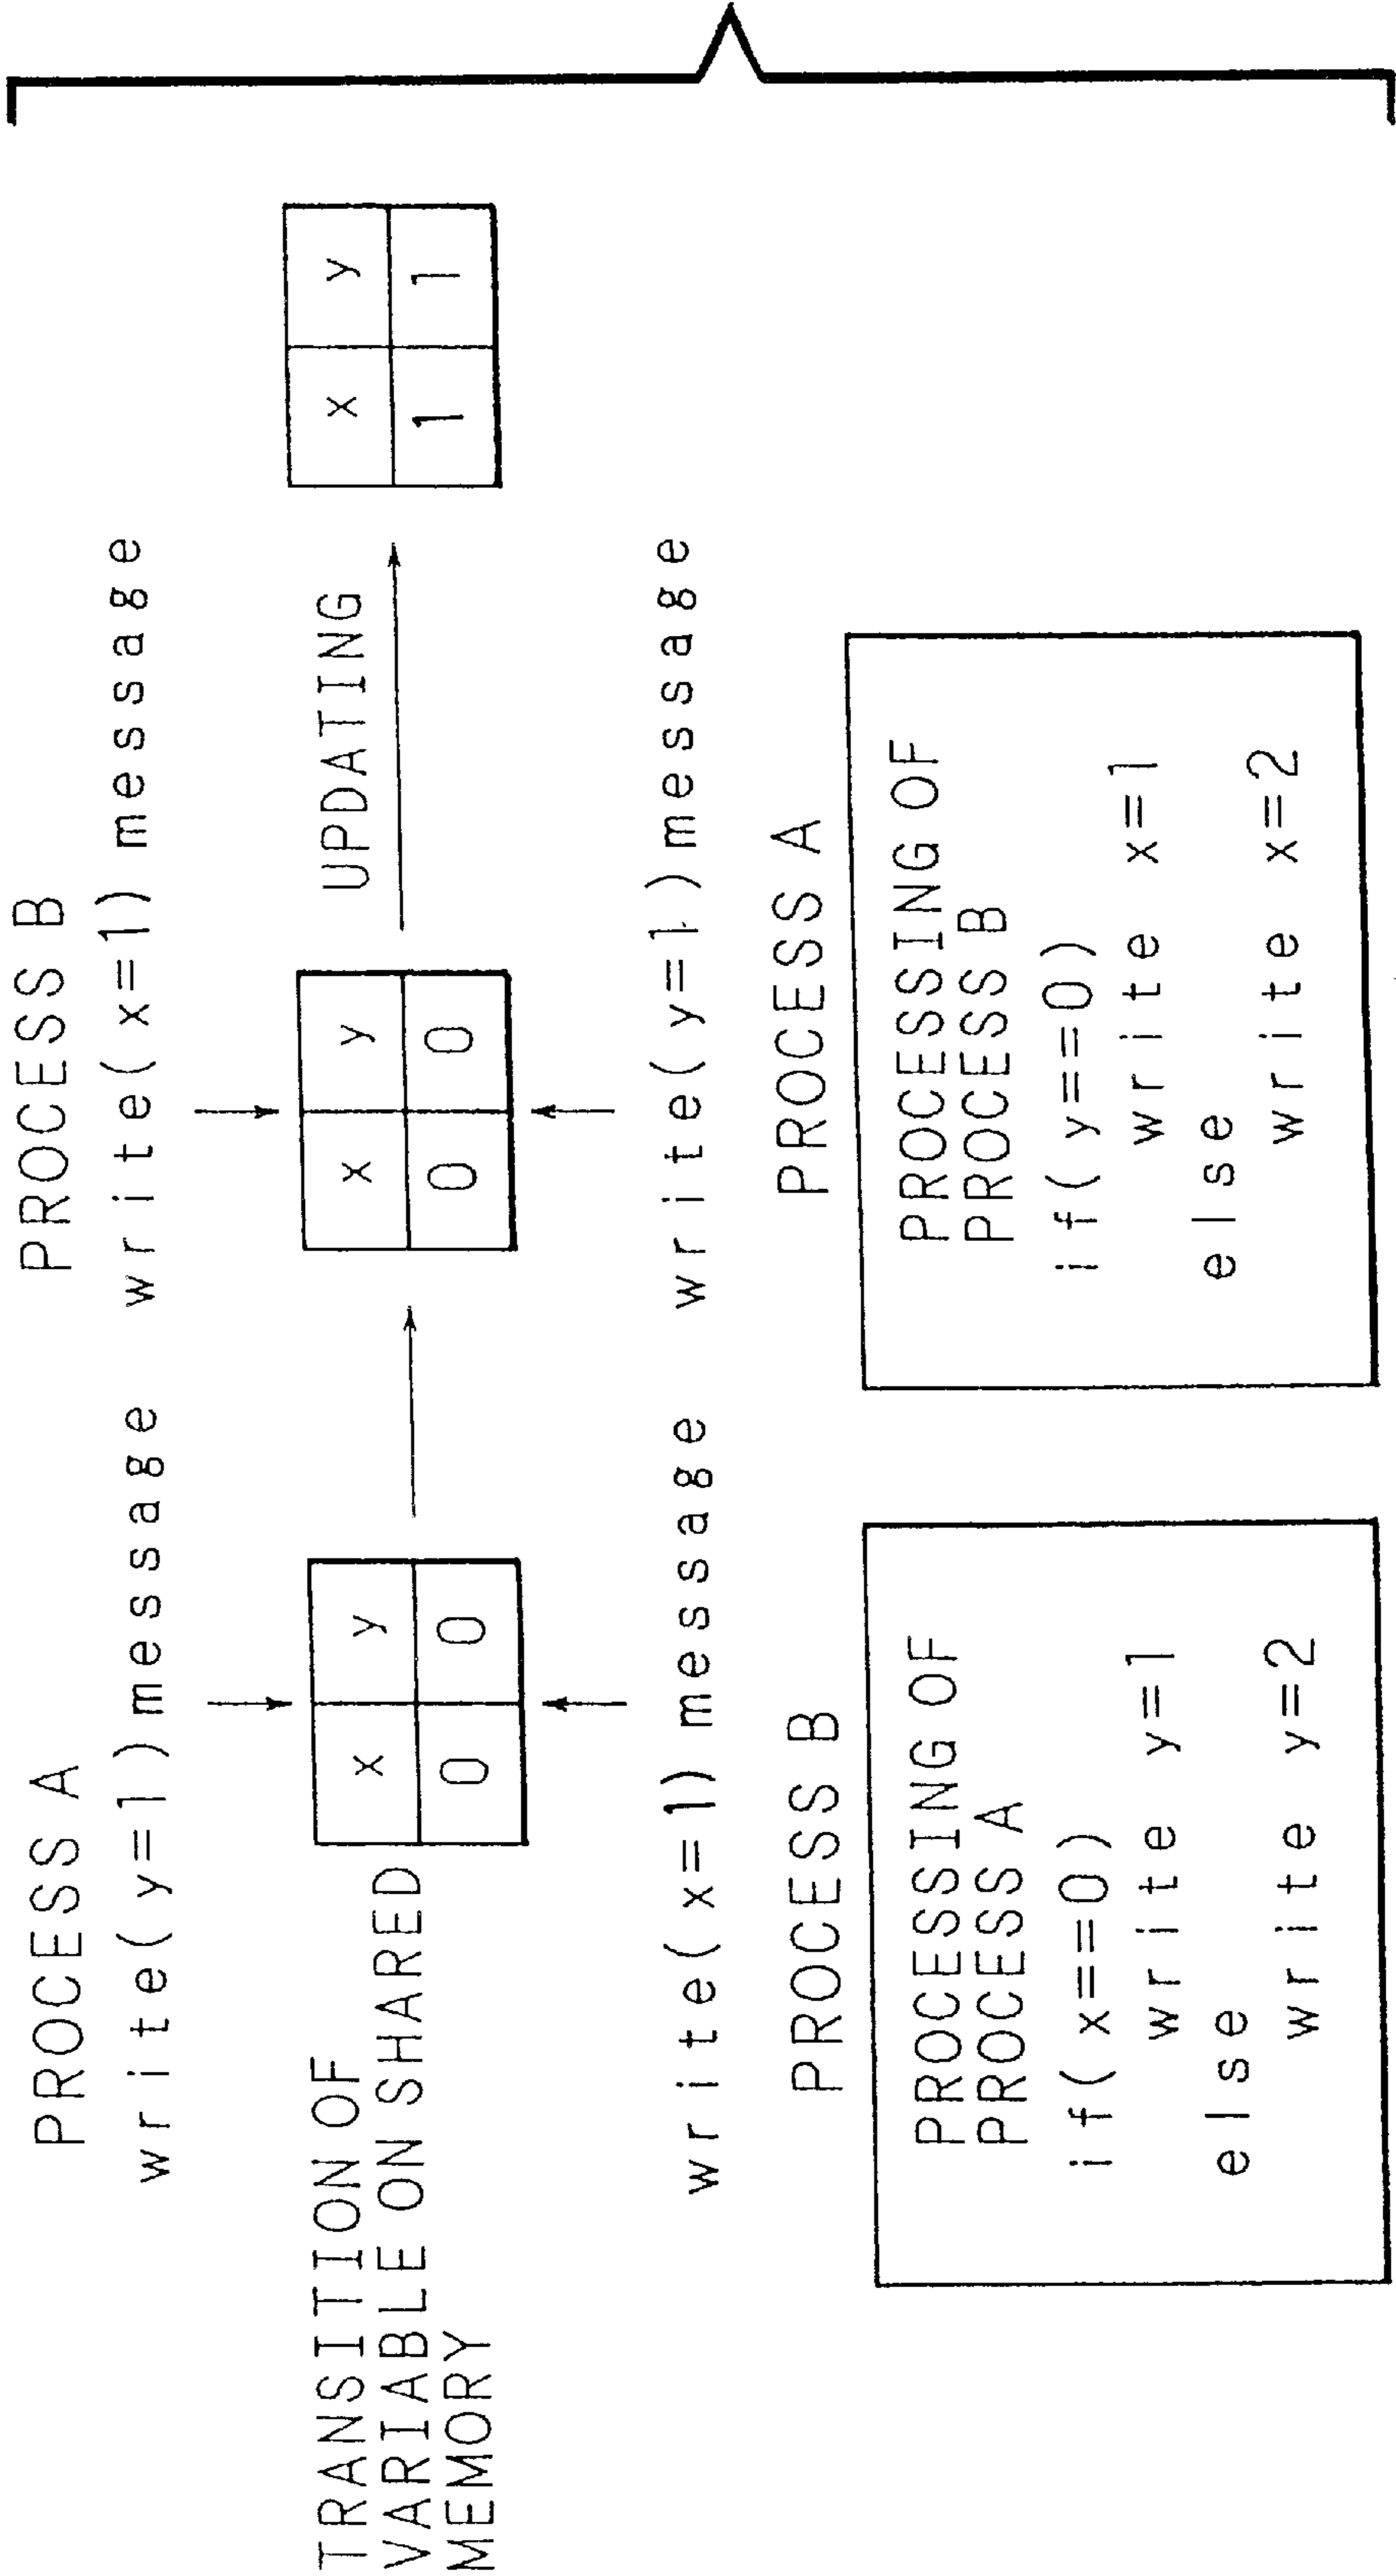 PROCESS A
write(y=1)message
PROCESS B
write(x=1)message
TRANSITION OF
VARIABLE ON SHARED
MEMORY
x y
0 0
x y
0 0
UPDATING
x y
1 1
write(x=1)message
PROCESS B
write(y=1)message
PROCESS A
PROCESSING OF
PROCESS A
if(x==0)
write y=1
else
write y=2
PROCESSING OF
PROCESS B
if(y==0)
write x=1
else
write x=2